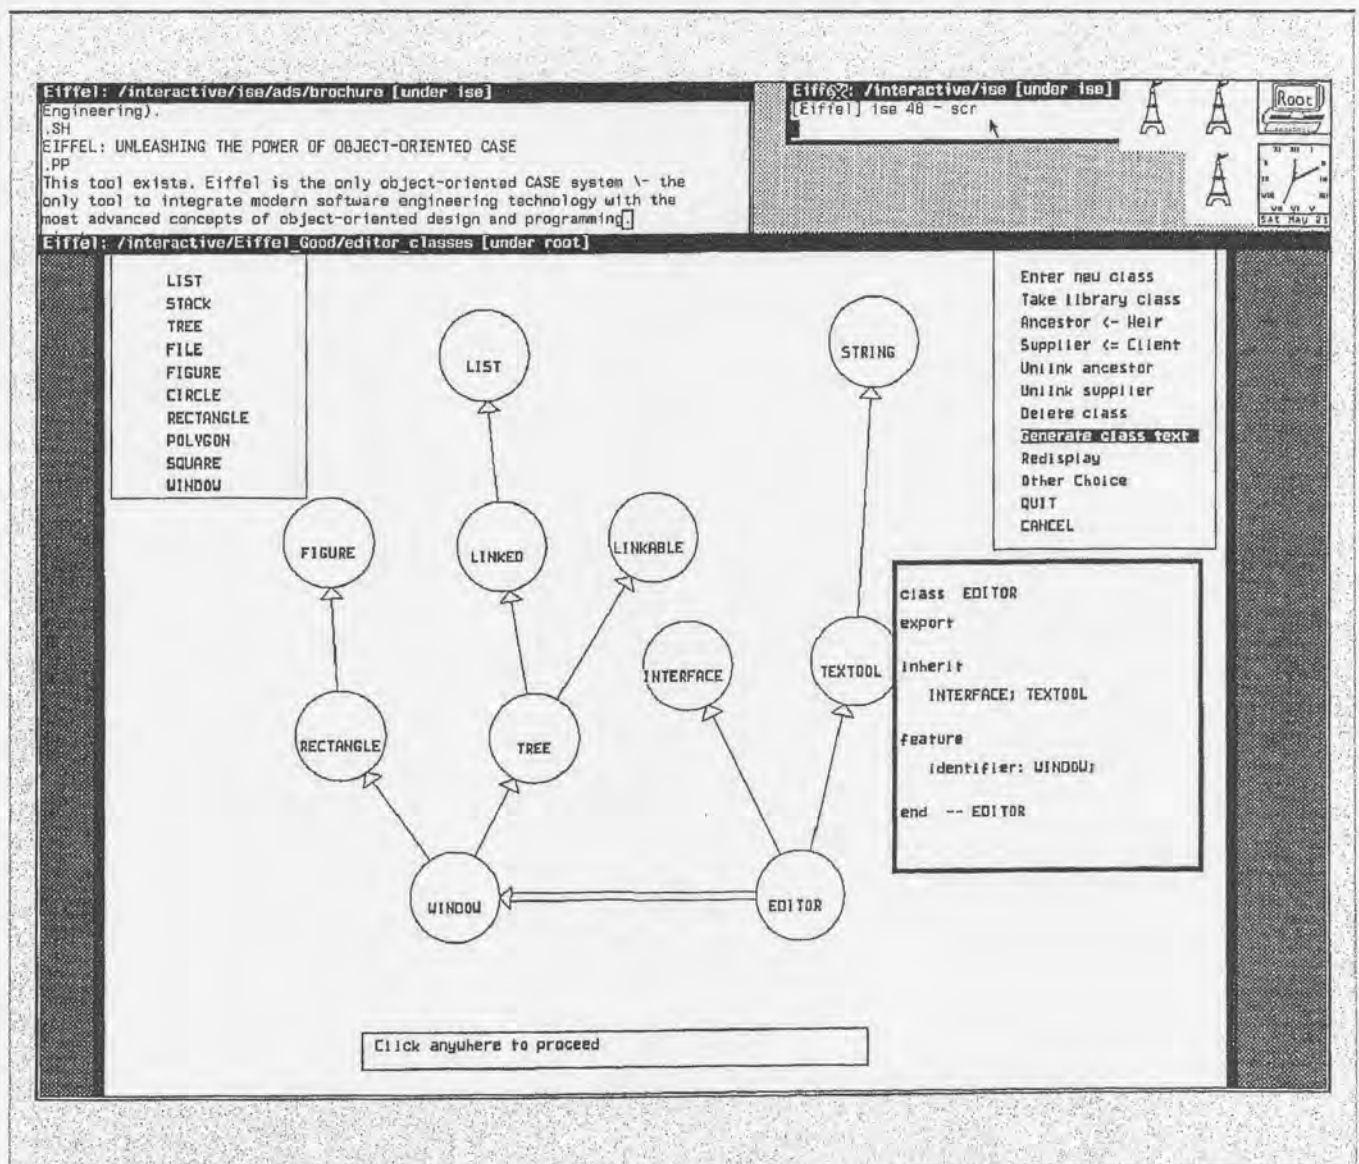 Eiffel: /interactive/ise/ads/brochure [under ise]
Engineering).
.SH
EIFFEL: UNLEASHING THE POWER OF OBJECT-ORIENTED CASE
.PP
This tool exists. Eiffel is the only object-oriented CASE system \- the
only tool to integrate modern software engineering technology with the
most advanced concepts of object-oriented design and programming.
Eiffel: /interactive/ise [under ise]
[Eiffel] ise 48 - scr
Root
XI XII I
SAT MAY 21
Eiffel: /interactive/Eiffel_Good/editor_classes [under root]
LIST
STACK
TREE
FILE
FIGURE
CIRCLE
RECTANGLE
POLYGON
SQUARE
WINDOW
Enter new class
Take library class
Ancestor <- Heir
Supplier <= Client
Unlink ancestor
Unlink supplier
Delete class
Generate class text
Redisplay
Other Choice
QUIT
CANCEL
LIST
STRING
FIGURE
LINKED
LINKABLE
INTERFACE
TEXTOOL
RECTANGLE
TREE
WINDOW
EDITOR
class EDITOR
export
inherit
INTERFACE; TEXTOOL
feature
identifier: WINDOW;
end -- EDITOR
Click anywhere to proceed